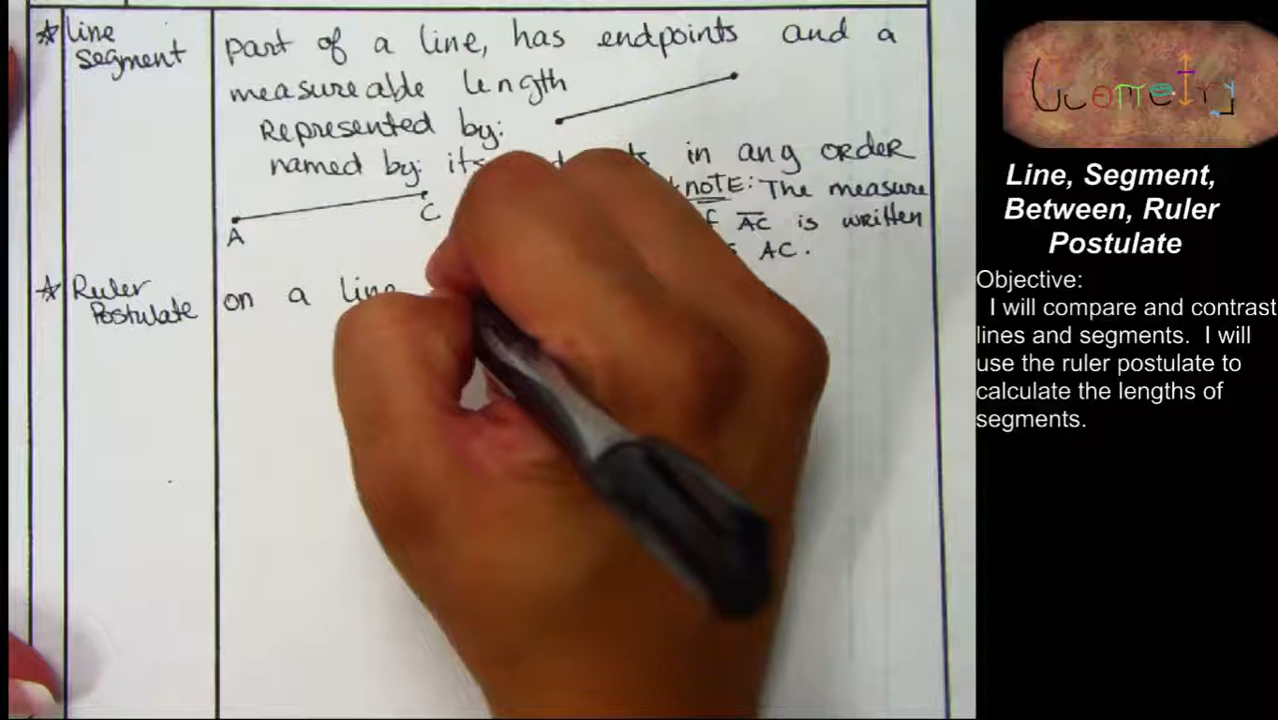 ☆ Line Segment
part of a line, has endpoints and a
measureable length
Represented by:
named by: its in any order
NOTE: The measure
A C
AC is written
AC.
☆ Ruler Postulate
on a line
Geometry
Line, Segment,
Between, Ruler
Postulate
Objective:
I will compare and contrast
lines and segments. I will
use the ruler postulate to
calculate the lengths of
segments.